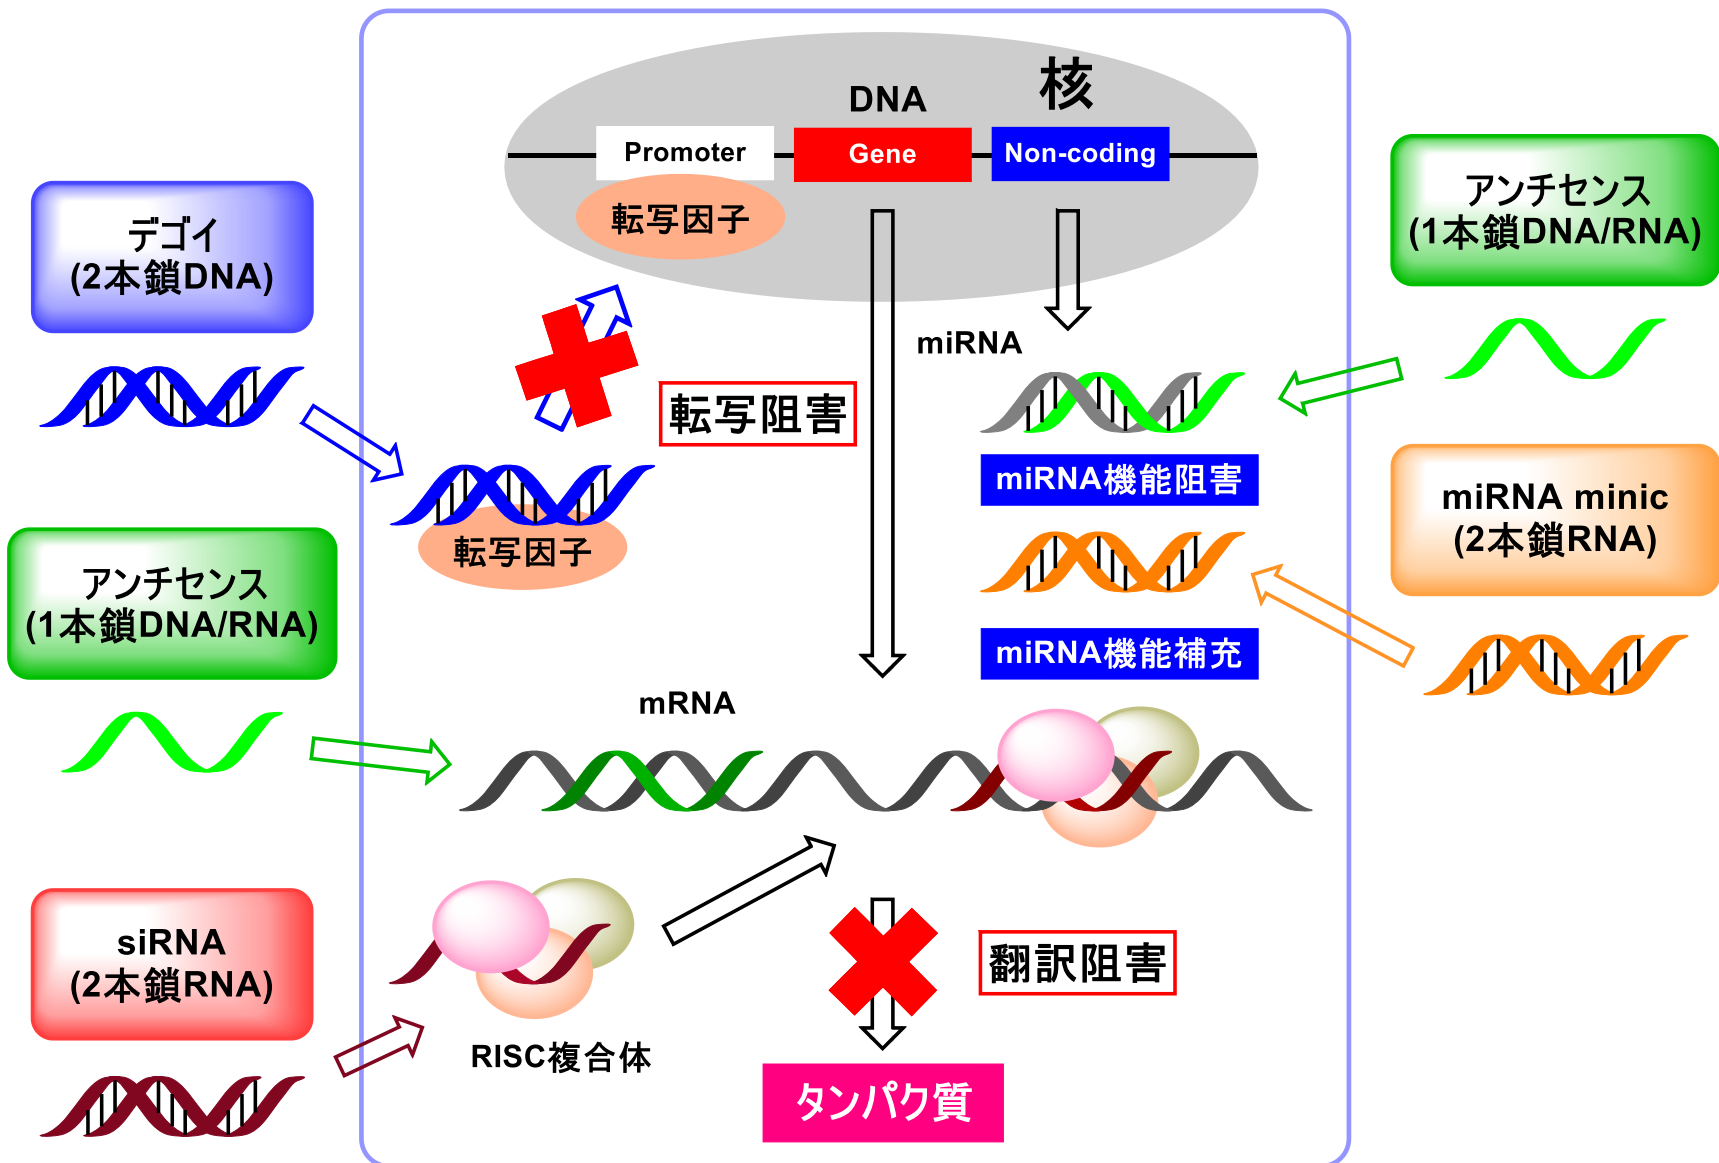 核
DNA
Promoter
Gene
Non-coding
転写因子
デゴイ
(2本鎖DNA)
アンチセンス
(1本鎖DNA/RNA)
miRNA
転写阻害
miRNA機能阻害
miRNA minic
(2本鎖RNA)
転写因子
アンチセンス
(1本鎖DNA/RNA)
miRNA機能補充
mRNA
siRNA
(2本鎖RNA)
翻訳阻害
RISC複合体
タンパク質